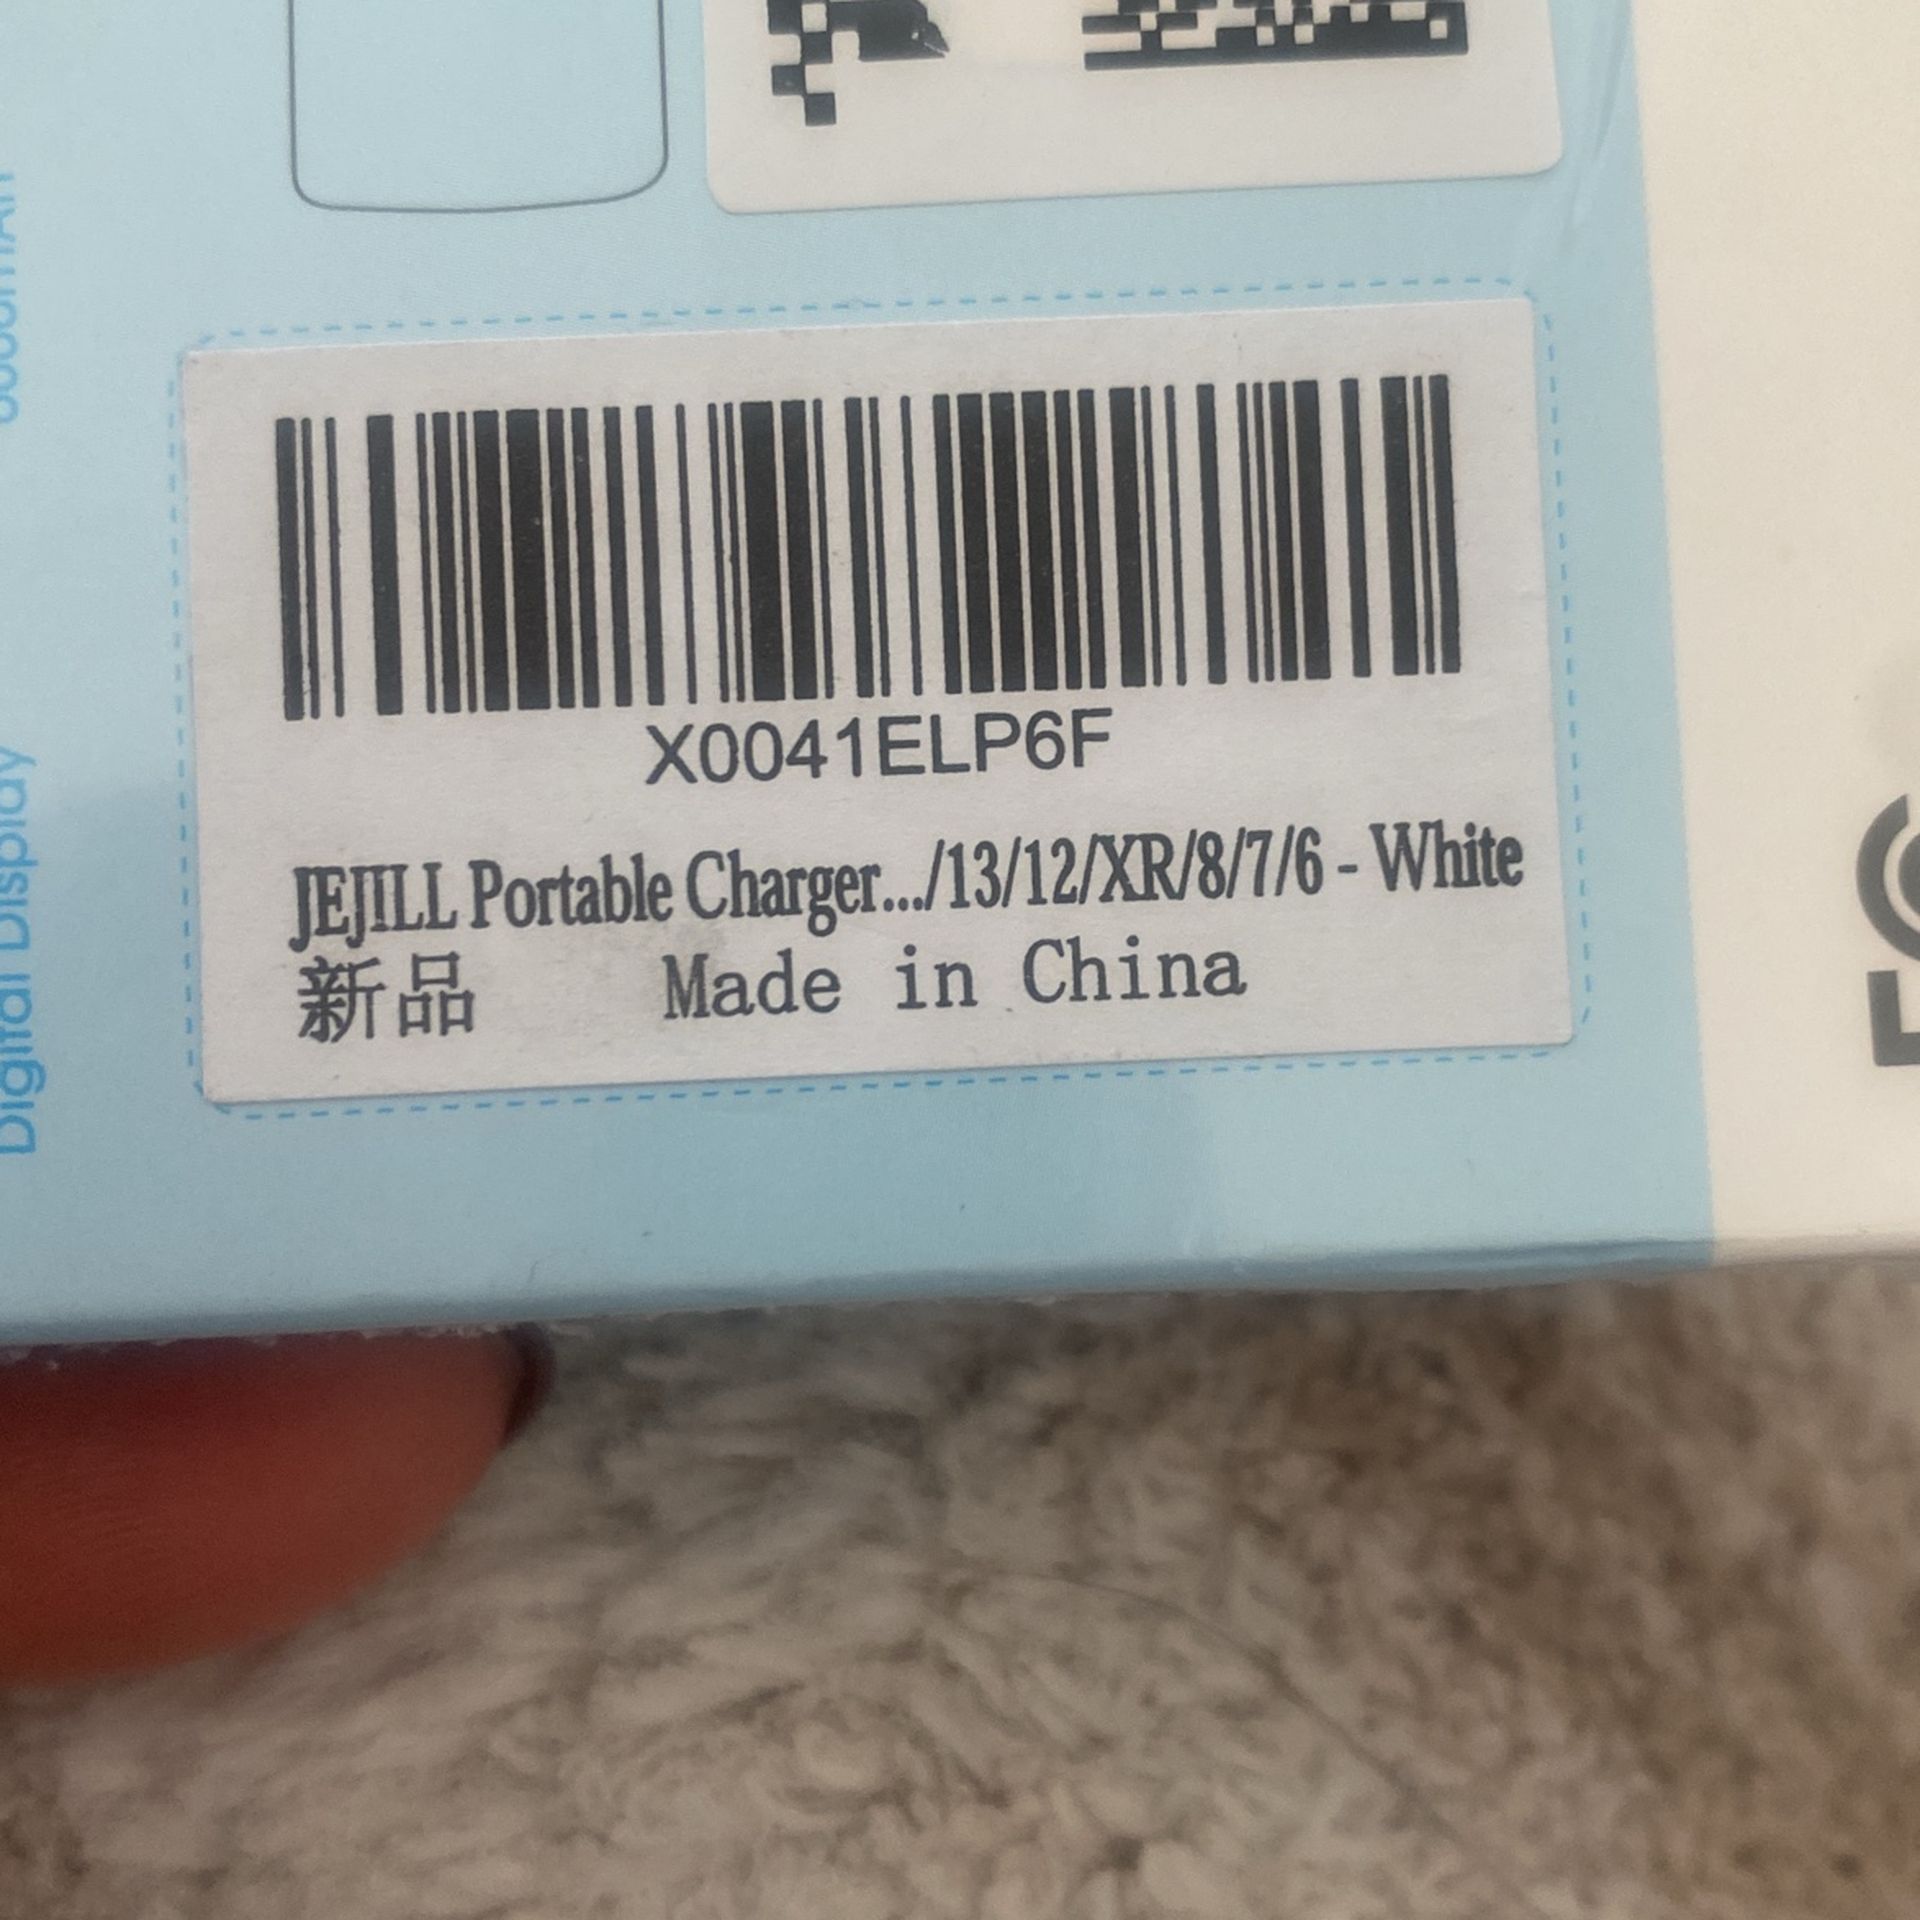 Digital Display
X0041ELP6F
JEJILL Portable Charger.../13/12/XR/8/7/6 - White
新品 Made in China